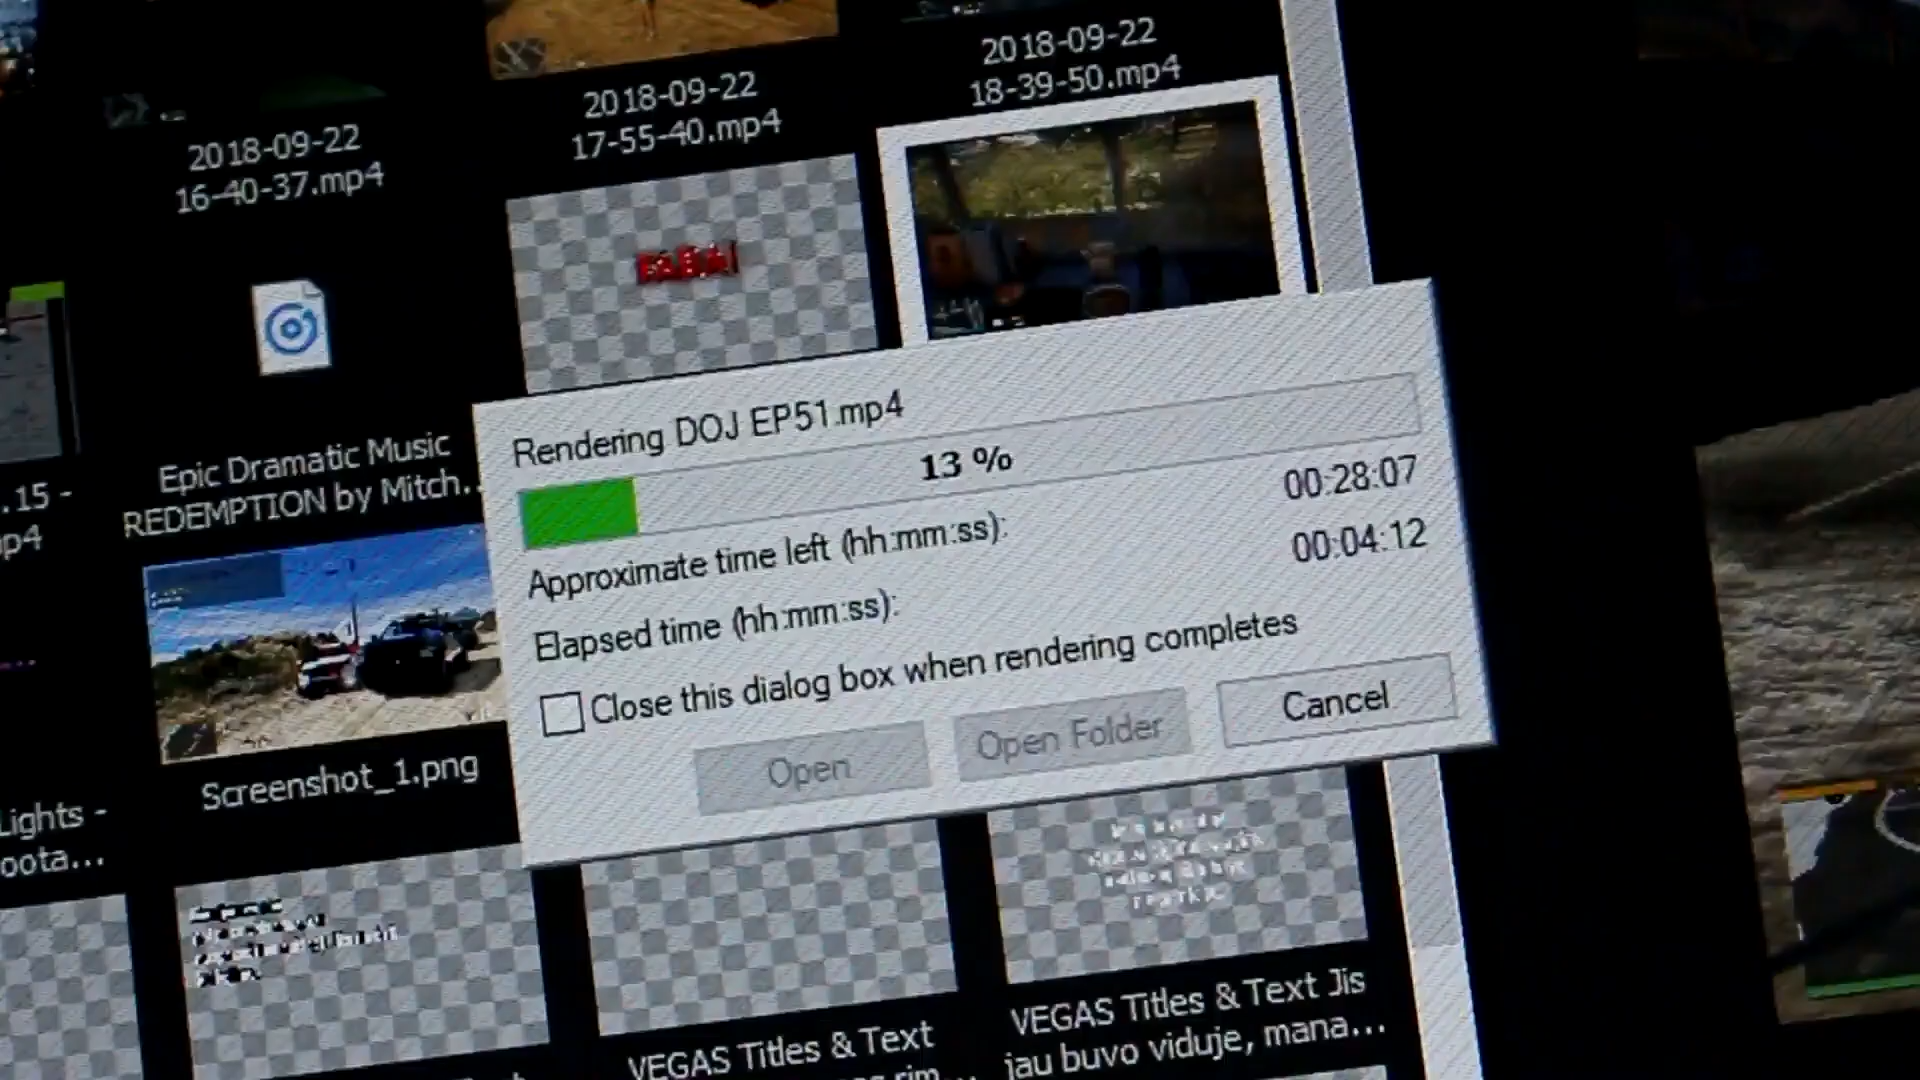 2018-09-22
18-39-50.mp4
2018-09-22
17-55-40.mp4
2018-09-22
16-40-37.mp4
Epic Dramatic Music
REDEMPTION by Mitch...
.15 -
p4
Rendering DOJ EP51.mp4
13 %
Approximate time left (hh:mm:ss):
00:28:07
Elapsed time (hh:mm:ss):
00:04:12
Close this dialog box when rendering completes
Open
Open Folder
Cancel
Screenshot_1.png
Lights -
oota...
VEGAS Titles & Text
VEGAS Titles & Text Jis
jau buvo viduje, mana...